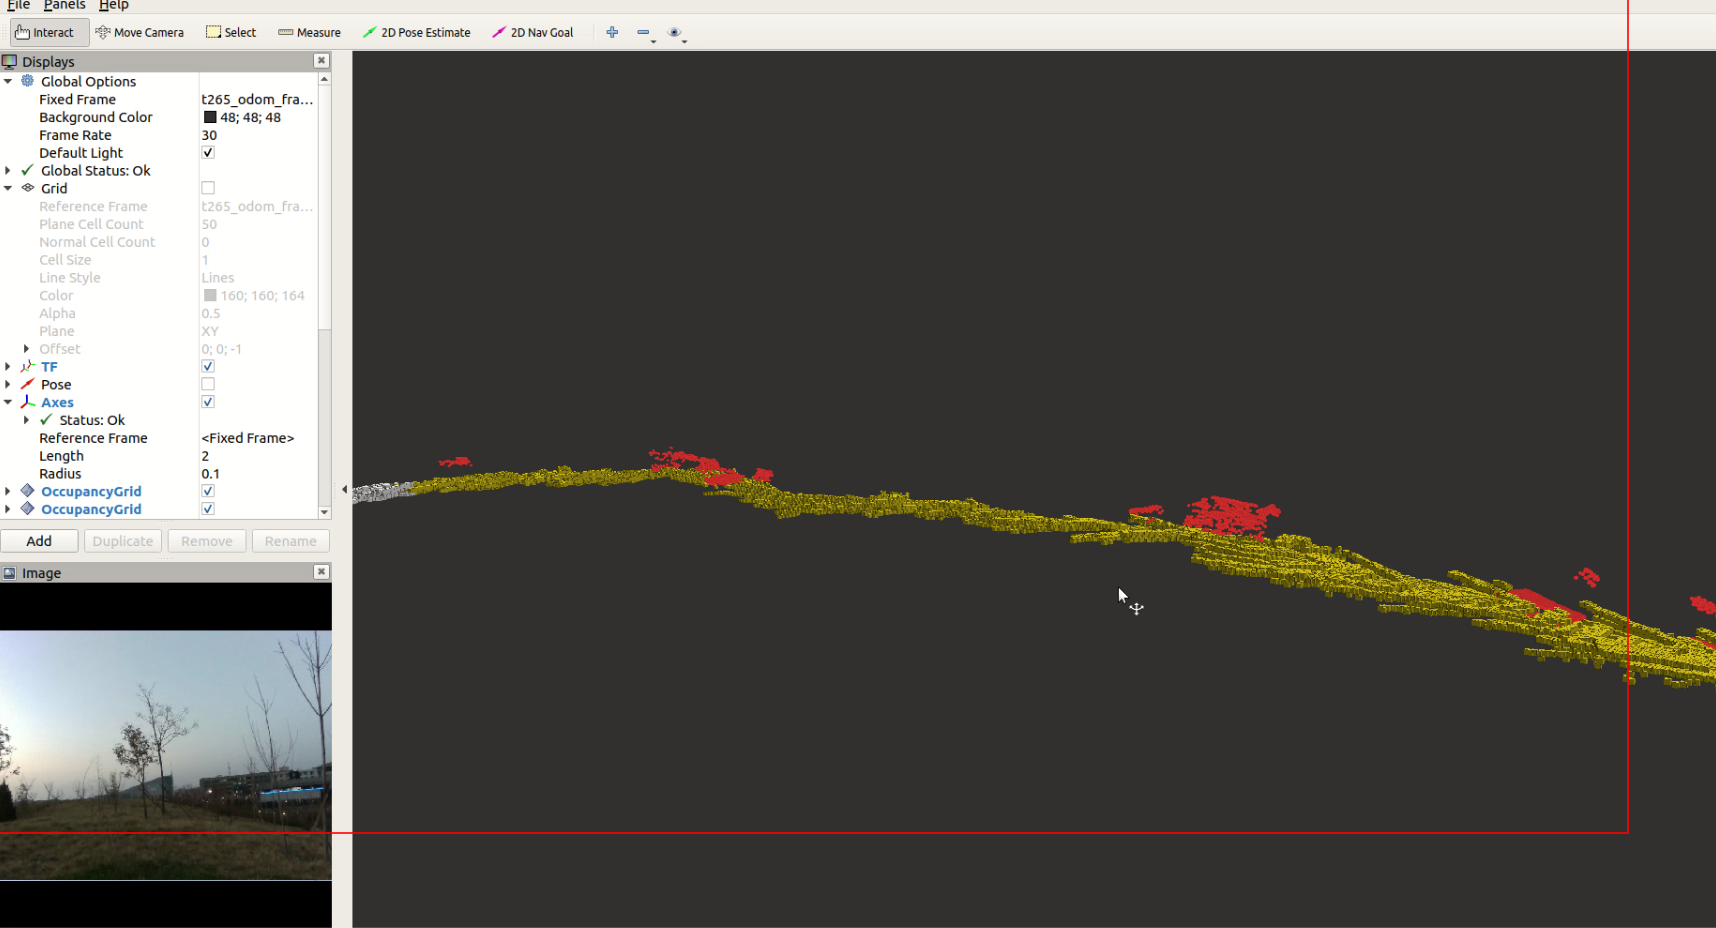 File Panels Help
Interact Move Camera Select Measure 2D Pose Estimate 2D Nav Goal
Displays
Global Options
Fixed Frame t265_odom_fra...
Background Color 48; 48; 48
Frame Rate 30
Default Light
Global Status: Ok
Grid
Reference Frame t265_odom_fra...
Plane Cell Count 50
Normal Cell Count 0
Cell Size 1
Line Style Lines
Color 160; 160; 164
Alpha 0.5
Plane XY
Offset 0; 0; -1
TF
Pose
Axes
Status: Ok
Reference Frame <Fixed Frame>
Length 2
Radius 0.1
OccupancyGrid
OccupancyGrid
Add Duplicate Remove Rename
Image